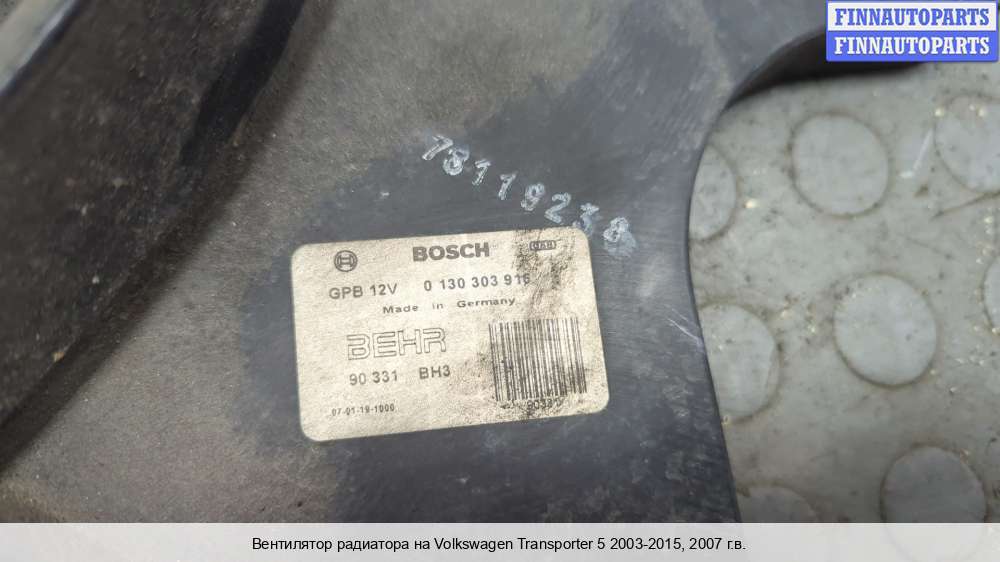 FINNAUTOPARTS
FINNAUTOPARTS
78119238
BOSCH
GPB 12V 0 130 303 916
Made in Germany
BEHR
90 331 BH3
07-01-19-1000
Вентилятор радиатора на Volkswagen Transporter 5 2003-2015, 2007 г.в.